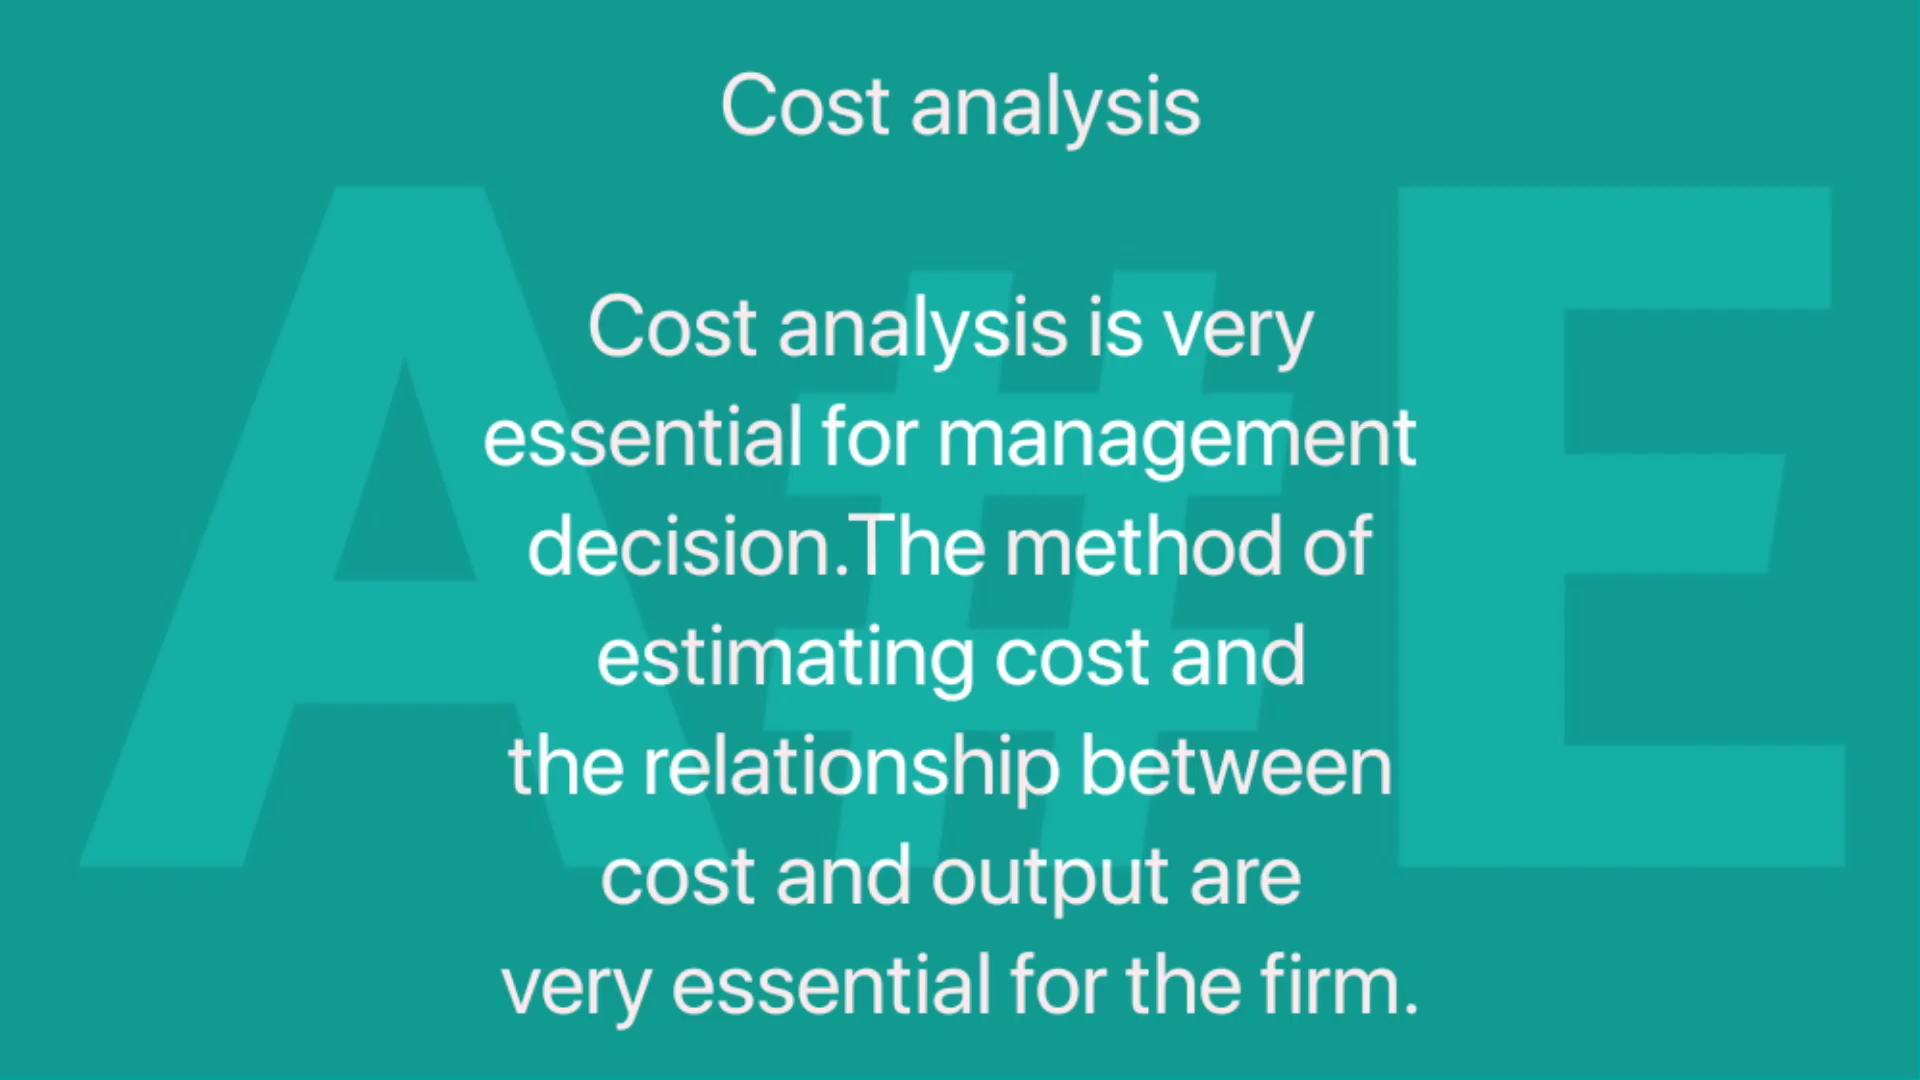 Cost analysis
Cost analysis is very
essential for management
decision.The method of
estimating cost and
the relationship between
cost and output are
very essential for the firm.
A#E